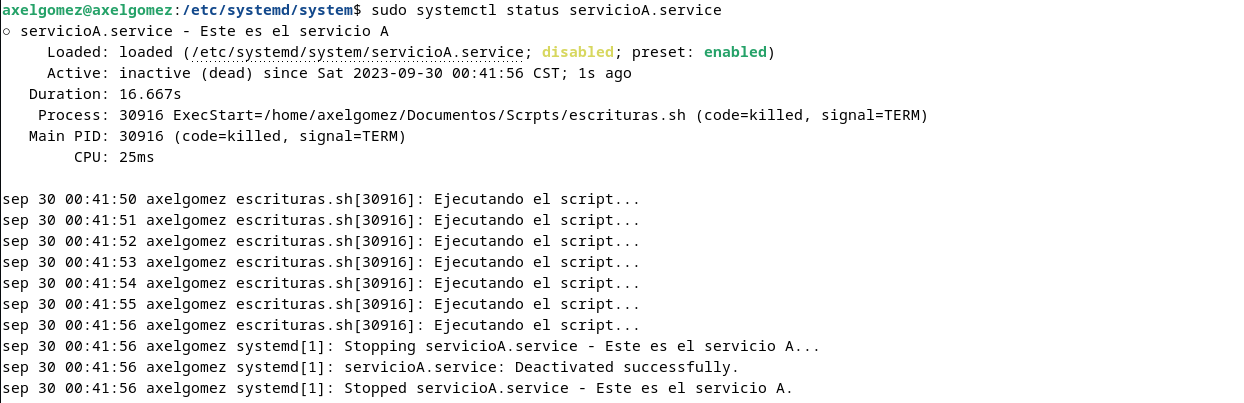 axelgomez@axelgomez:/etc/systemd/system$ sudo systemctl status servicioA.service
○ servicioA.service - Este es el servicio A
     Loaded: loaded (/etc/systemd/system/servicioA.service; disabled; preset: enabled)
     Active: inactive (dead) since Sat 2023-09-30 00:41:56 CST; 1s ago
   Duration: 16.667s
    Process: 30916 ExecStart=/home/axelgomez/Documentos/Scrpts/escrituras.sh (code=killed, signal=TERM)
   Main PID: 30916 (code=killed, signal=TERM)
        CPU: 25ms

sep 30 00:41:50 axelgomez escrituras.sh[30916]: Ejecutando el script...
sep 30 00:41:51 axelgomez escrituras.sh[30916]: Ejecutando el script...
sep 30 00:41:52 axelgomez escrituras.sh[30916]: Ejecutando el script...
sep 30 00:41:53 axelgomez escrituras.sh[30916]: Ejecutando el script...
sep 30 00:41:54 axelgomez escrituras.sh[30916]: Ejecutando el script...
sep 30 00:41:55 axelgomez escrituras.sh[30916]: Ejecutando el script...
sep 30 00:41:56 axelgomez escrituras.sh[30916]: Ejecutando el script...
sep 30 00:41:56 axelgomez systemd[1]: Stopping servicioA.service - Este es el servicio A...
sep 30 00:41:56 axelgomez systemd[1]: servicioA.service: Deactivated successfully.
sep 30 00:41:56 axelgomez systemd[1]: Stopped servicioA.service - Este es el servicio A.